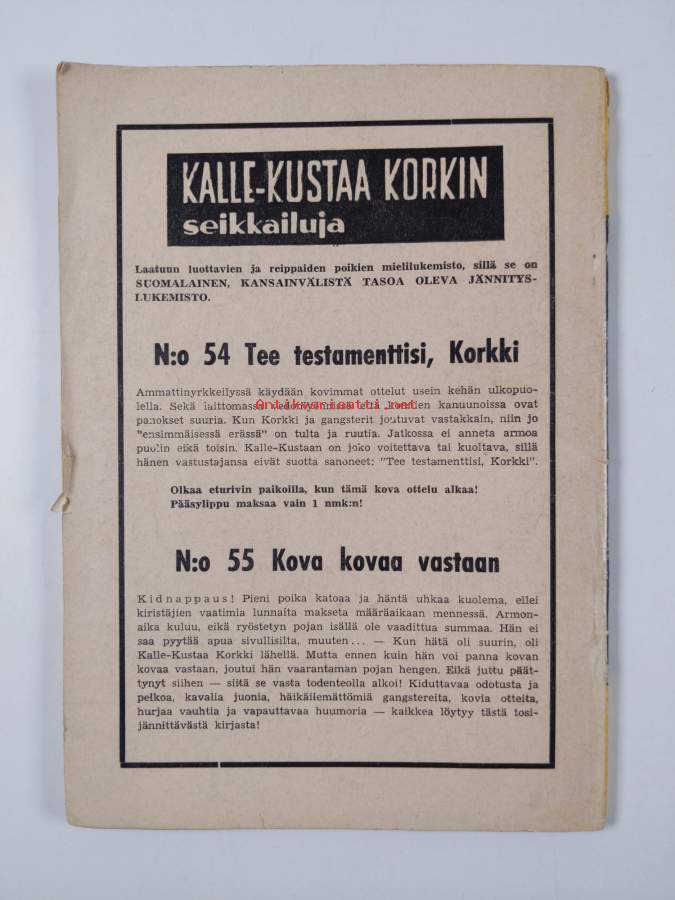 KALLE-KUSTAA KORKIN
seikkailuja
Laatuun luottavien ja reippaiden poikien mielilukemisto, sillä se on
SUOMALAINEN, KANSAINVÄLISTÄ TASOA OLEVA JÄNNITYS-
LUKEMISTO.
N:o 54 Tee testamenttisi, Korkki
Ammattinyrkkeilyssä käydään kovimmat ottelut usein kehän ulkopuo-
lella. Sekä laittomassa vedonlyönnissä että kanuunoissa ovat
Antikvariaatti.net
panokset suuria. Kun Korkki ja gangsterit joutuvat vastakkain, niin jo
"ensimmäisessä erässä" on tulta ja ruutia. Jatkossa ei anneta armoa
puolin eikä toisin. Kalle-Kustaan on joko voitettava tai kuoltava, sillä
hänen vastustajansa eivät suotta sanoneet: "Tee testamenttisi, Korkki".
Olkaa eturivin paikoilla, kun tämä kova ottelu alkaa!
Pääsylippu maksaa vain 1 nmk:n!
N:o 55 Kova kovaa vastaan
Kidnappaus! Pieni poika katoaa ja häntä uhkaa kuolema, ellei
kiristäjien vaatimia lunnaita makseta määräaikaan mennessä. Armon-
aika kuluu, eikä ryöstetyn pojan isällä ole vaadittua summaa. Hän ei
saa pyytää apua sivullisilta, muuten... — Kun hätä oli suurin, oli
Kalle-Kustaa Korkki lähellä. Mutta ennen kuin hän voi panna kovan
kovaa vastaan, joutui hän vaarantaman pojan hengen. Eikä juttu päät-
tynyt siihen — siitä se vasta todenteolla alkoi! Kiduttavaa odotusta ja
pelkoa, kavalia juonia, häikäilemättömiä gangstereita, kovia otteita,
hurjaa vauhtia ja vapauttavaa huumoria — kaikkea löytyy tästä tosi-
jännittävästä kirjasta!